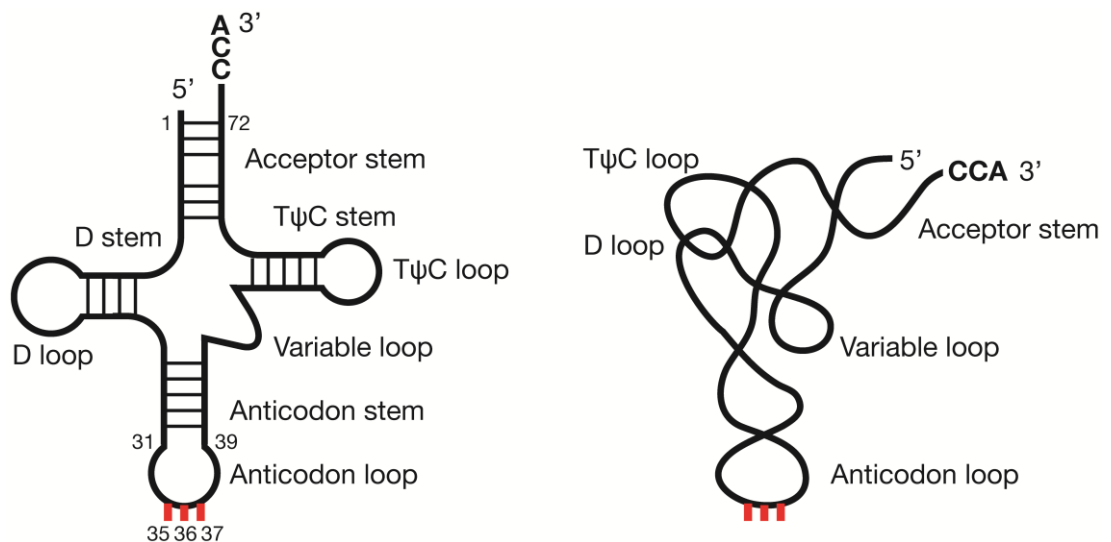 A 3’
C
C
5’
1
72
Acceptor stem
TψC stem
D stem
TψC loop
D loop
Variable loop
Anticodon stem
31
39
Anticodon loop
35 36 37
TψC loop
5’
CCA 3’
Acceptor stem
D loop
Variable loop
Anticodon loop